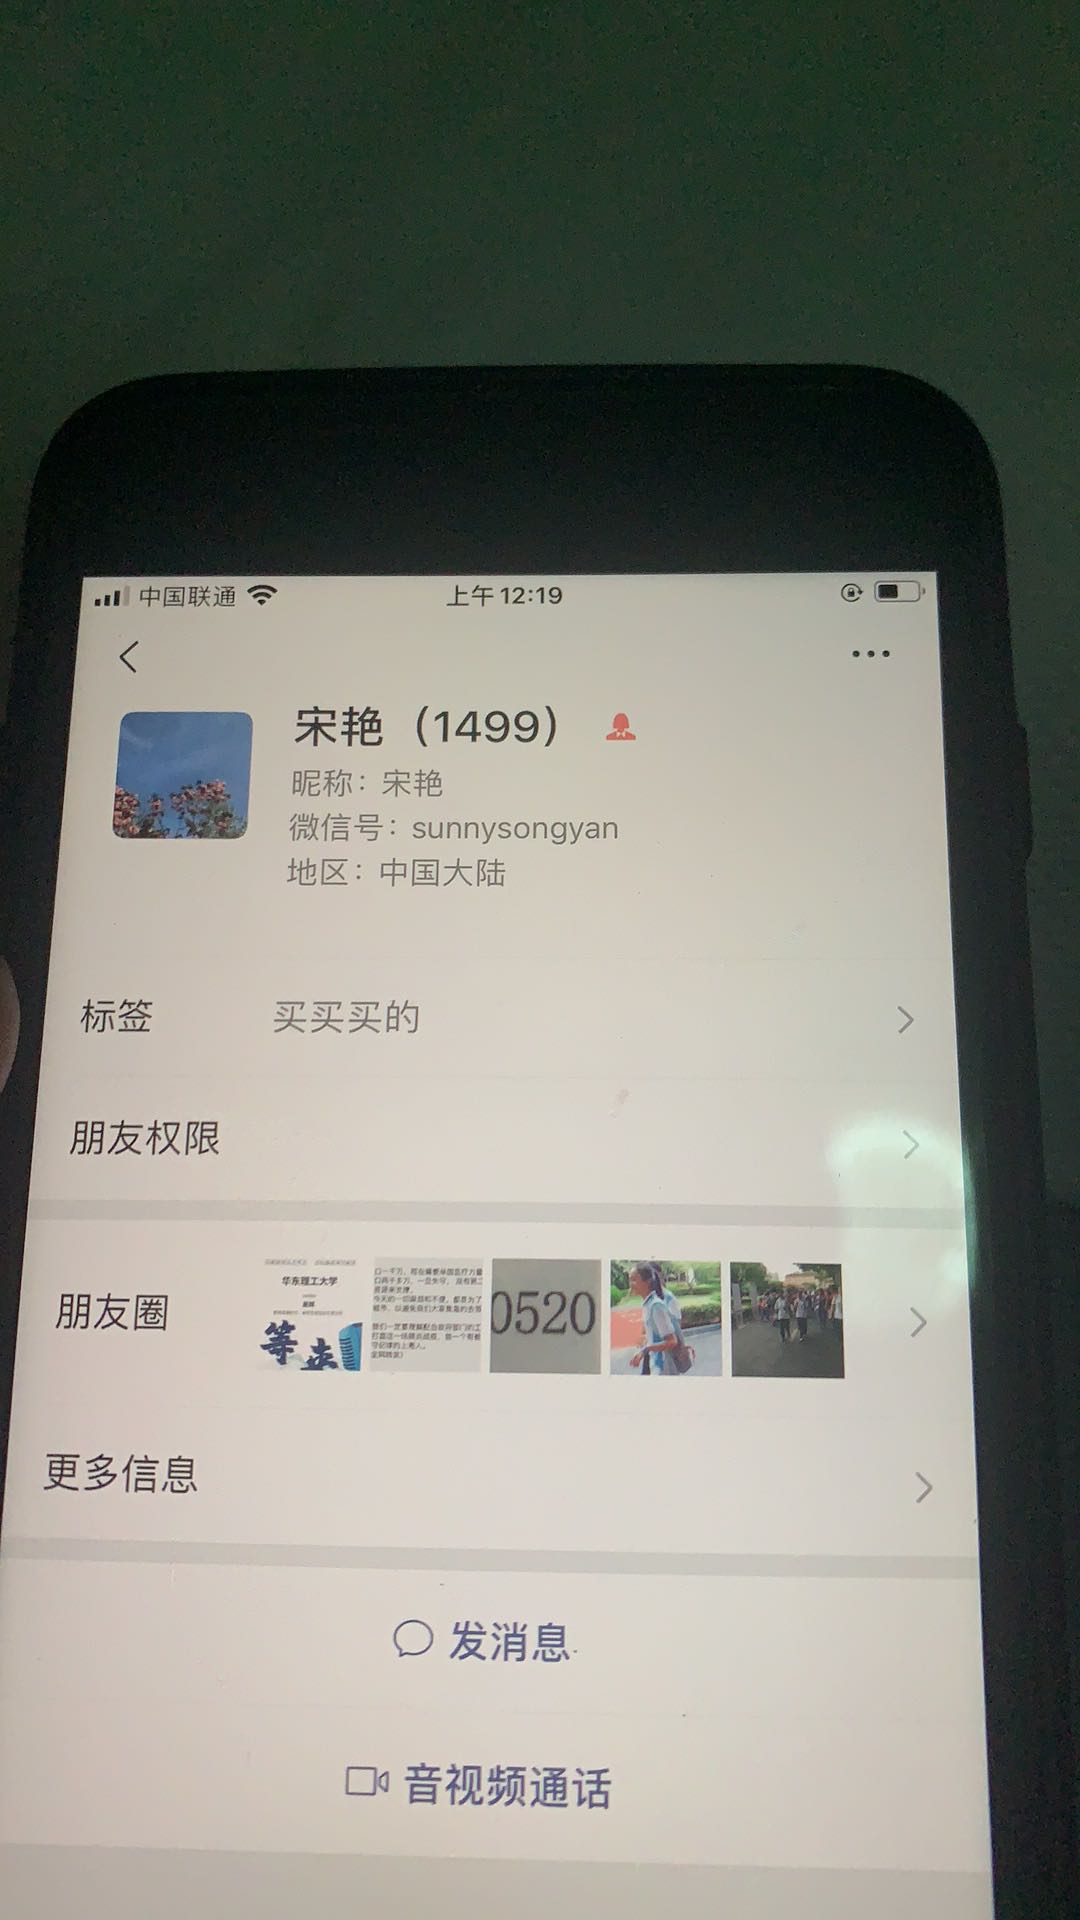 中国联通
上午12:19
宋艳（1499）
昵称：宋艳
微信号：sunnysongyan
地区：中国大陆
标签 买买买的
朋友权限
朋友圈
华东理工大学
等 来
0520
更多信息
发消息
音视频通话